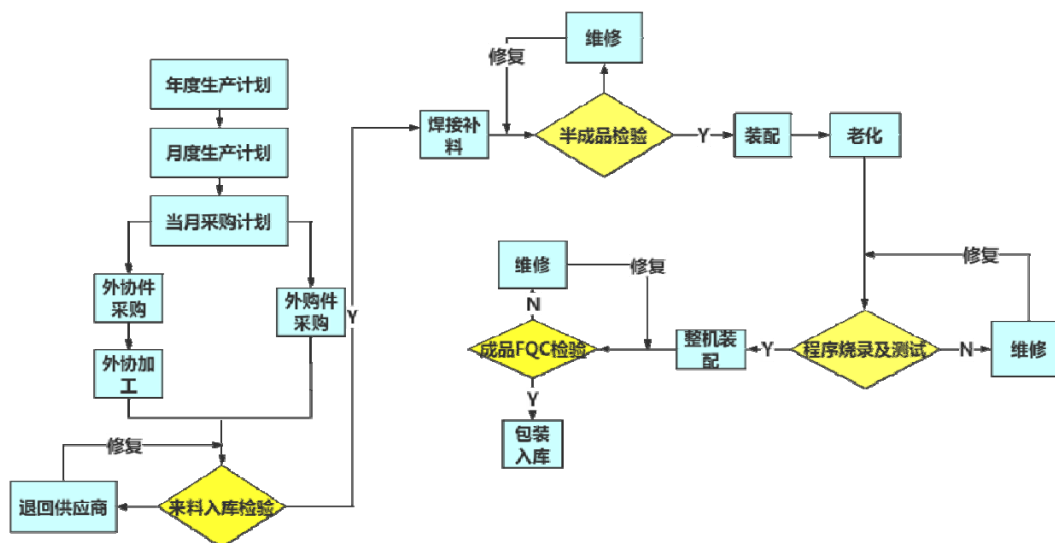 年度生产计划
月度生产计划
当月采购计划
外协件
采购
外购件
采购
外协加
工
修复
退回供应商
来料入库检验
Y
焊接补
料
修复
维修
半成品检验
Y
装配
老化
修复
维修
N
程序烧录及测试
Y
整机装
配
修复
维修
N
成品FQC检验
Y
包装
入库